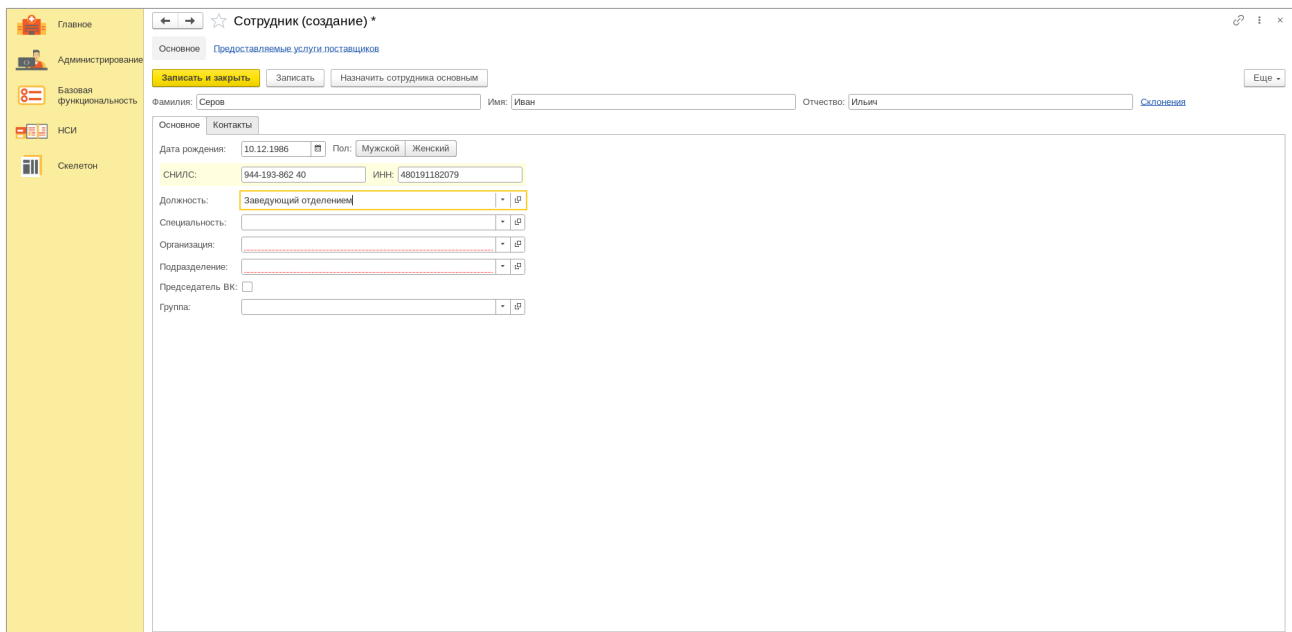 Главное
Администрирование
Базовая
функциональность
НСИ
Скелетон
Сотрудник (создание) *
Основное Предоставляемые услуги поставщиков
Записать и закрыть Записать Назначить сотрудника основным Еще
Фамилия: Серов Имя: Иван Отчество: Ильич Склонения
Основное Контакты
Дата рождения: 10.12.1986 Пол: Мужской Женский
СНИЛС: 944-193-862 40 ИНН: 480191182079
Должность: Заведующий отделением
Специальность:
Организация:
Подразделение:
Председатель ВК:
Группа: